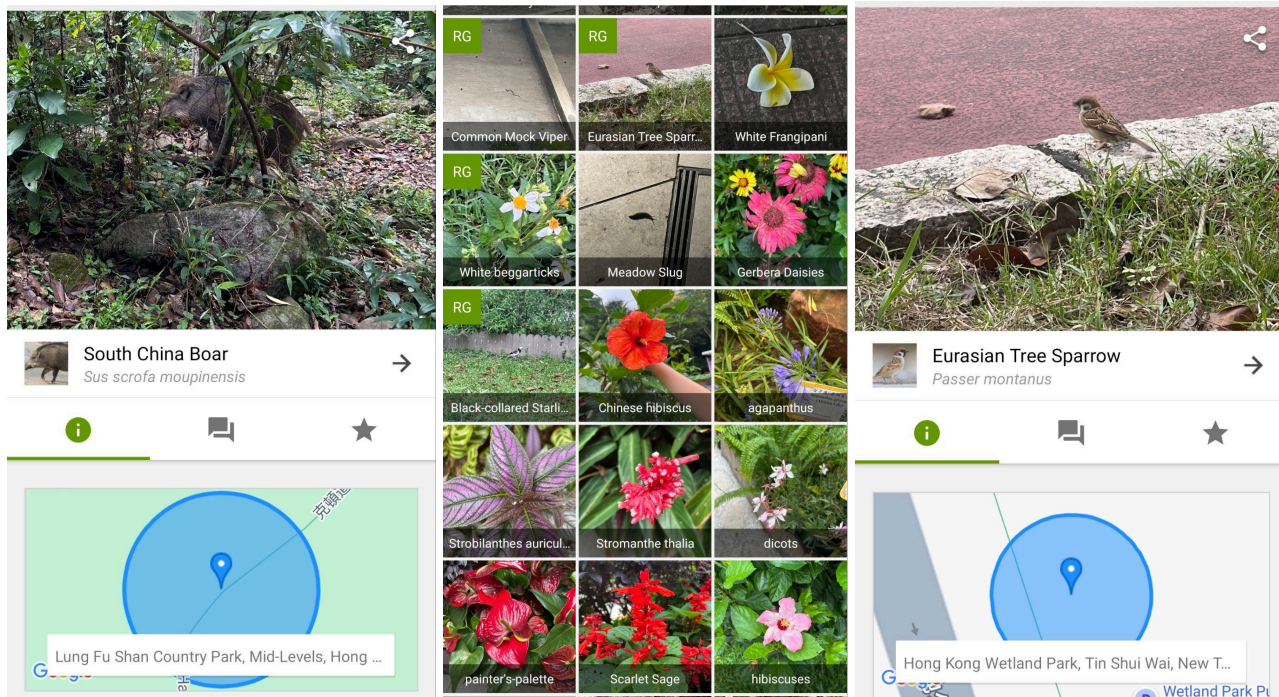 South China Boar
Sus scrofa moupinensis
克頓道
Lung Fu Shan Country Park, Mid-Levels, Hong ...
Google
Ha
RG
RG
Common Mock Viper
Eurasian Tree Sparr...
White Frangipani
RG
White beggarticks
Meadow Slug
Gerbera Daisies
RG
Black-collared Starli...
Chinese hibiscus
agapanthus
Strobilanthes auricul...
Stromanthe thalia
dicots
painter's-palette
Scarlet Sage
hibiscuses
Eurasian Tree Sparrow
Passer montanus
Hong Kong Wetland Park, Tin Shui Wai, New T...
Wetland Park